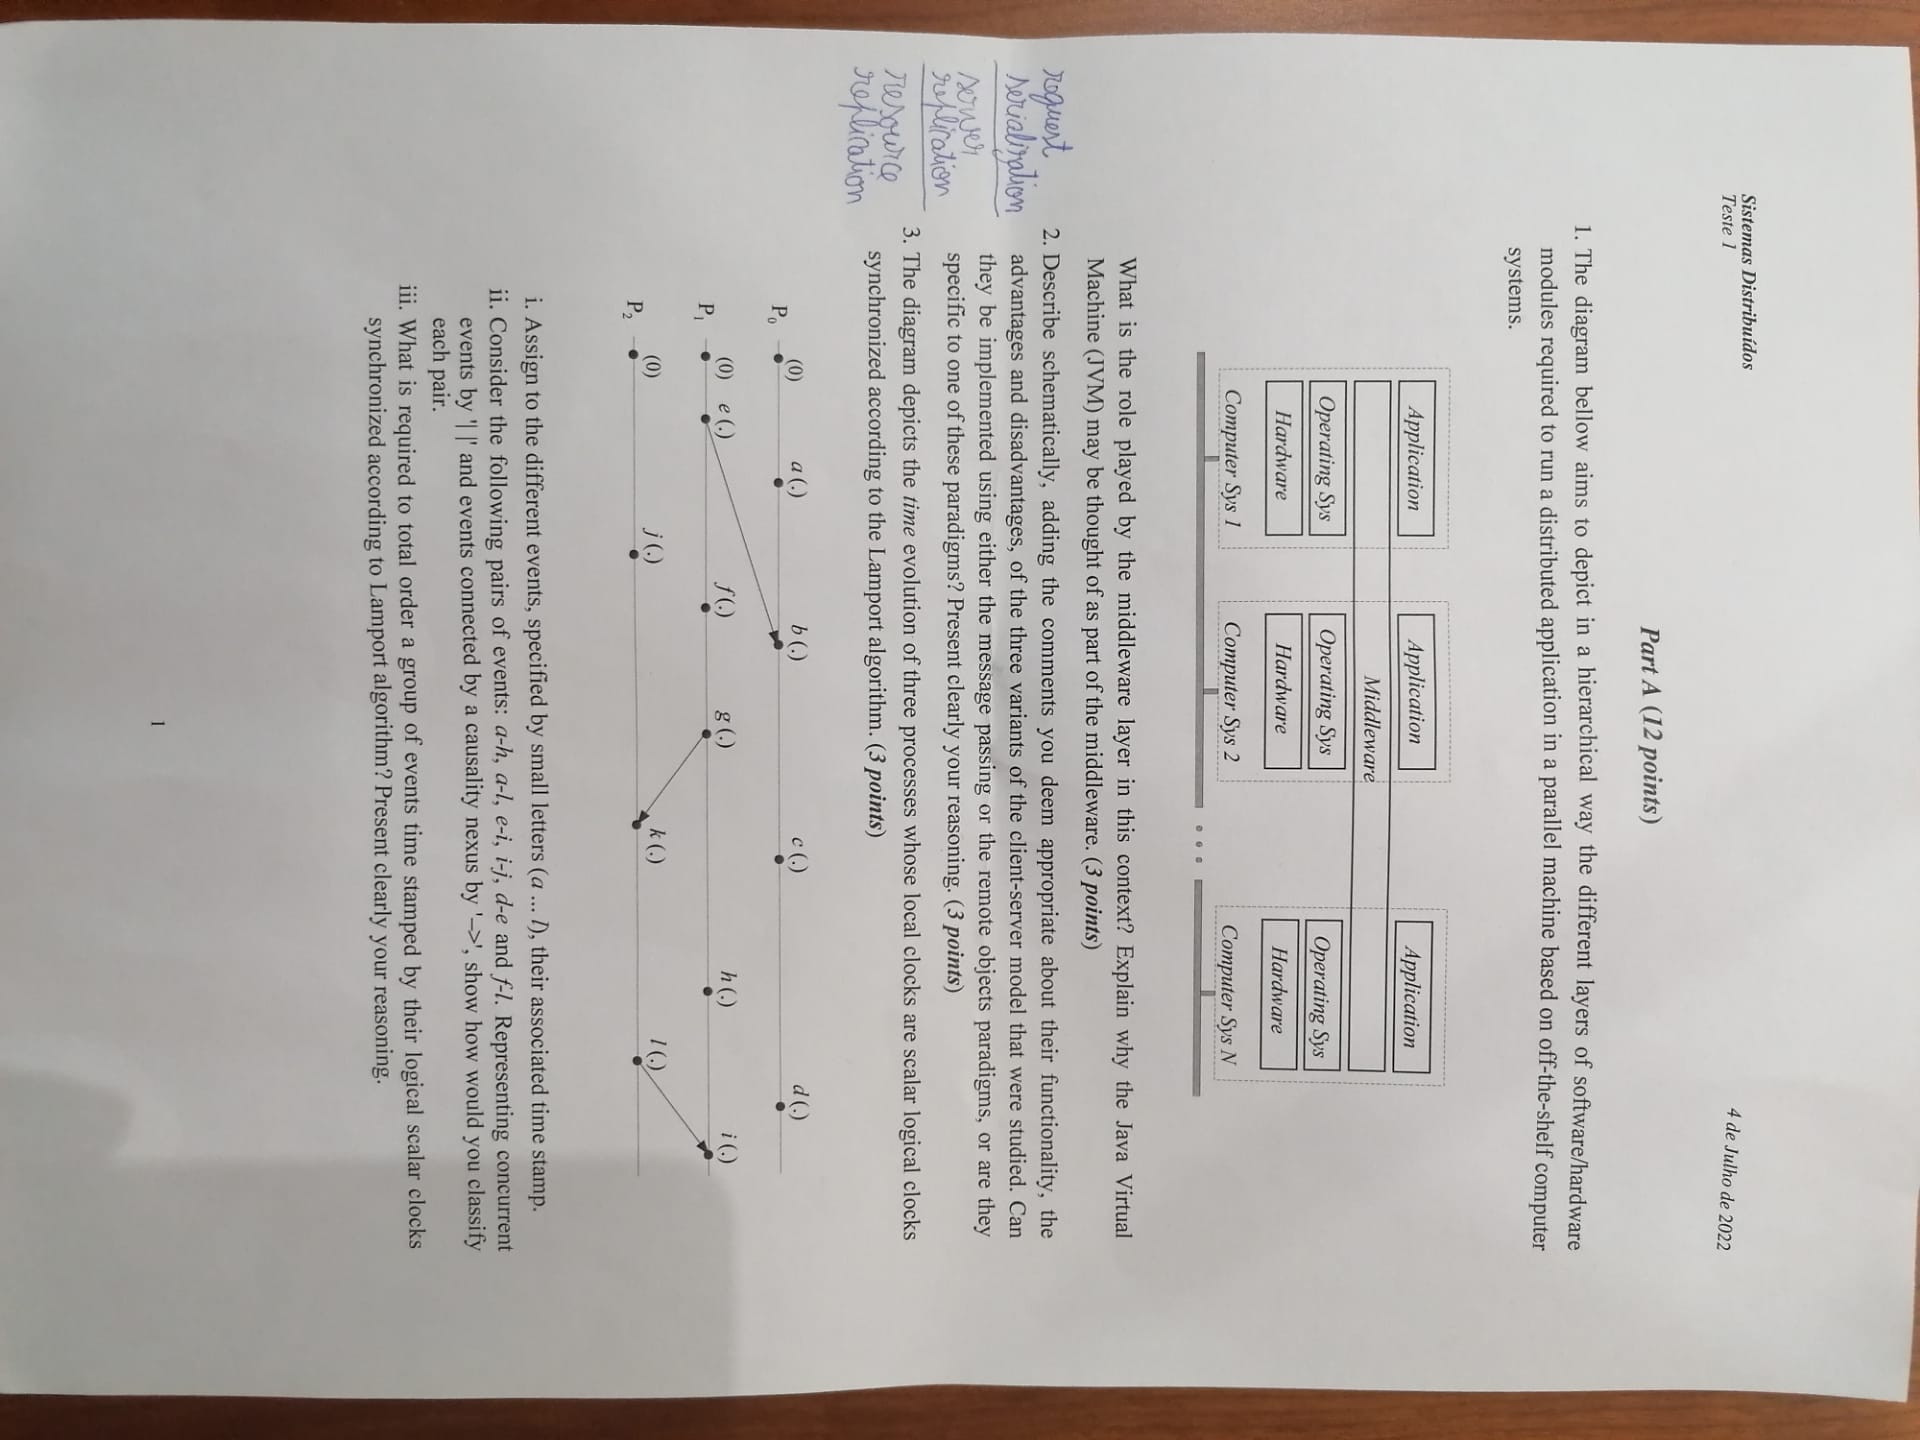 Sistemas Distribuídos
Teste 1
4 de Julho de 2022
Part A (12 points)
1. The diagram bellow aims to depict in a hierarchical way the different layers of software/hardware
modules required to run a distributed application in a parallel machine based on off-the-shelf computer
systems.
Application Application Application
Middleware
Operating Sys Operating Sys Operating Sys
Hardware Hardware Hardware
Computer Sys 1 Computer Sys 2 Computer Sys N
What is the role played by the middleware layer in this context? Explain why the Java Virtual
Machine (JVM) may be thought of as part of the middleware. (3 points)
request
serialization
server
replication
resource
replication
2. Describe schematically, adding the comments you deem appropriate about their functionality, the
advantages and disadvantages, of the three variants of the client-server model that were studied. Can
they be implemented using either the message passing or the remote objects paradigms, or are they
specific to one of these paradigms? Present clearly your reasoning. (3 points)
3. The diagram depicts the time evolution of three processes whose local clocks are scalar logical clocks
synchronized according to the Lamport algorithm. (3 points)
(0) a (.) b (.) c (.) d (.)
P0
(0) e (.) f (.) g (.) h (.) i (.)
P1
(0) j (.) k (.) l (.)
P2
i. Assign to the different events, specified by small letters (a ... l), their associated time stamp.
ii. Consider the following pairs of events: a-h, a-l, e-i, i-j, d-e and f-l. Representing concurrent
events by '||' and events connected by a causality nexus by '–>', show how would you classify
each pair.
iii. What is required to total order a group of events time stamped by their logical scalar clocks
synchronized according to Lamport algorithm? Present clearly your reasoning.
1